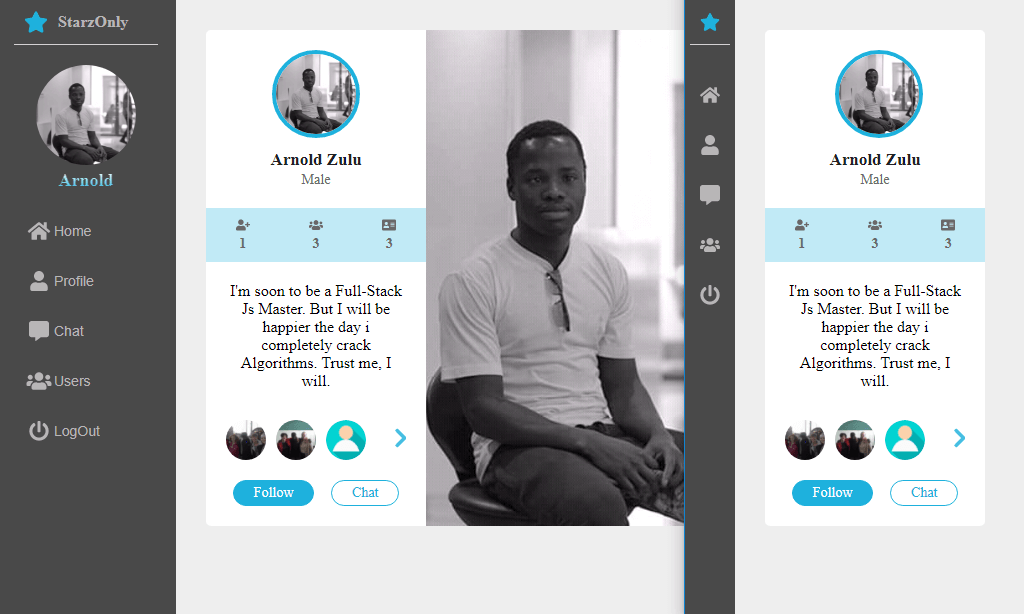 StarzOnly
Arnold
Home
Profile
Chat
Users
LogOut
Arnold Zulu
Male
1 3 3
I'm soon to be a Full-Stack
Js Master. But I will be
happier the day i
completely crack
Algorithms. Trust me, I
will.
Follow Chat
Arnold Zulu
Male
1 3 3
I'm soon to be a Full-Stack
Js Master. But I will be
happier the day i
completely crack
Algorithms. Trust me, I
will.
Follow Chat